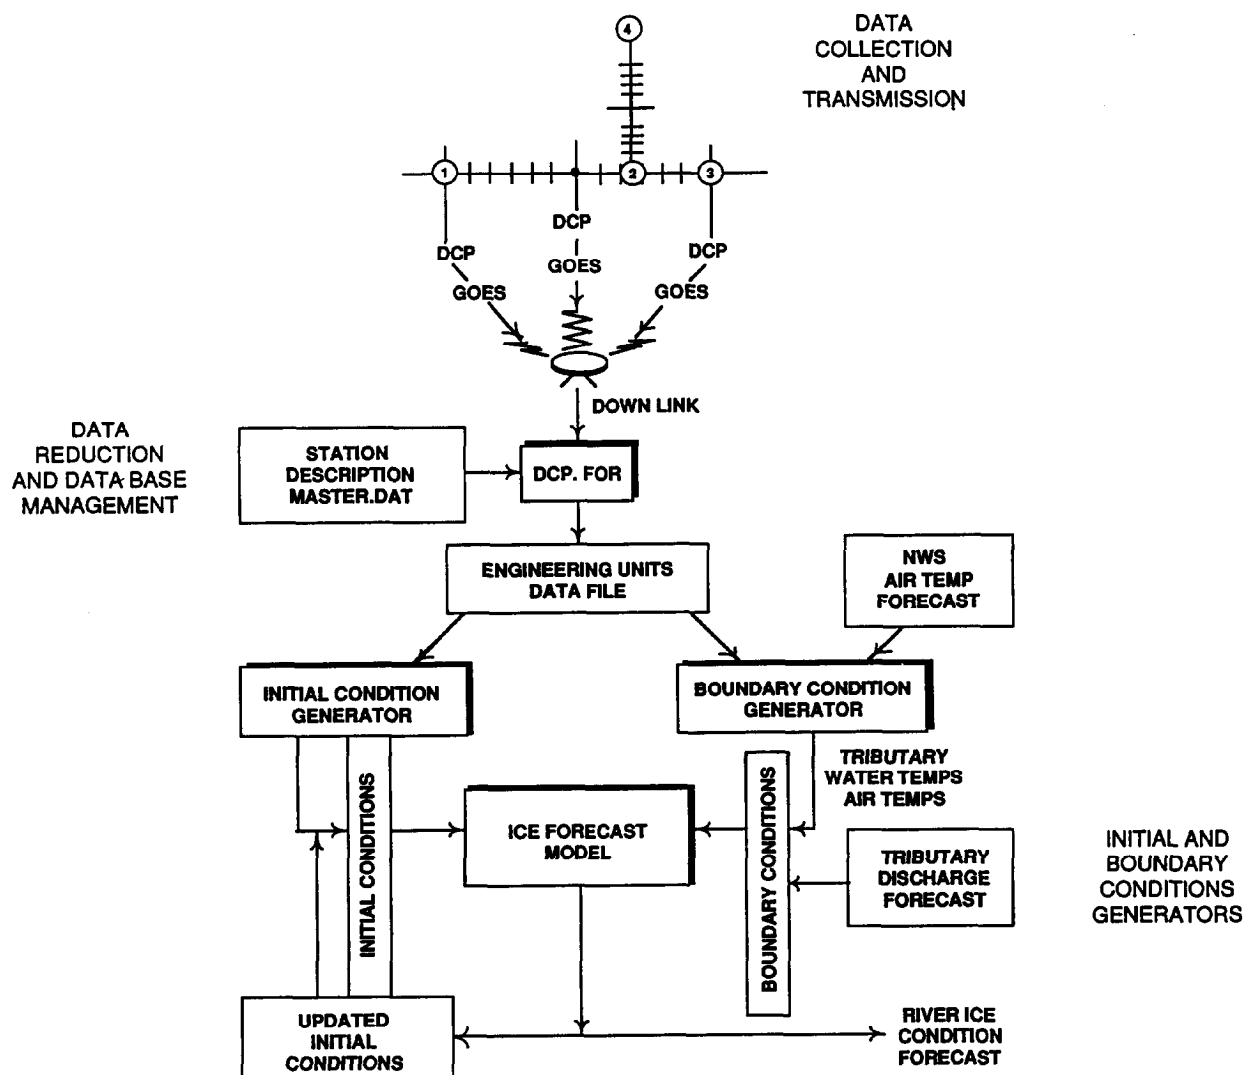 4
DATA
COLLECTION
AND
TRANSMISSION
1
2
3
DCP
DCP
DCP
GOES
GOES
GOES
DOWN LINK
DATA
REDUCTION
AND DATA BASE
MANAGEMENT
STATION
DESCRIPTION
MASTER.DAT
DCP. FOR
ENGINEERING UNITS
DATA FILE
NWS
AIR TEMP
FORECAST
INITIAL CONDITION
GENERATOR
BOUNDARY CONDITION
GENERATOR
INITIAL CONDITIONS
ICE FORECAST
MODEL
BOUNDARY CONDITIONS
TRIBUTARY
WATER TEMPS
AIR TEMPS
TRIBUTARY
DISCHARGE
FORECAST
INITIAL AND
BOUNDARY
CONDITIONS
GENERATORS
UPDATED
INITIAL
CONDITIONS
RIVER ICE
CONDITION
FORECAST